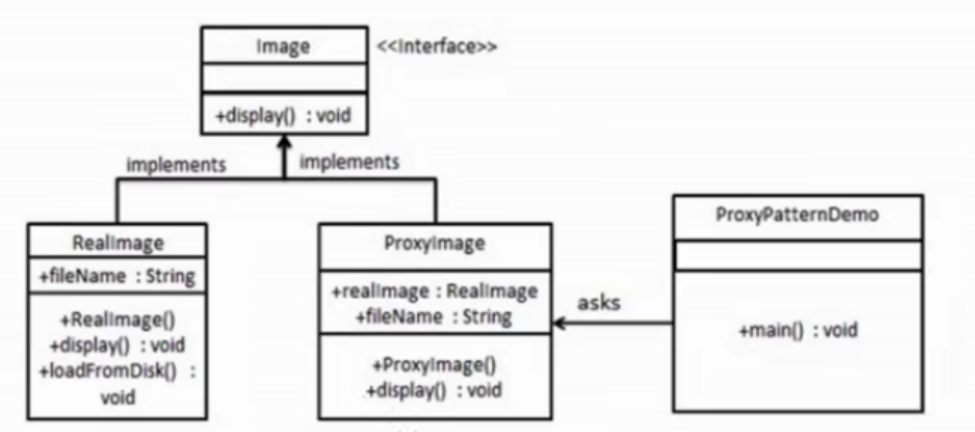 Image
<<Interface>>
+display() : void
implements
implements
RealImage
+fileName : String
+RealImage()
+display() : void
+loadFromDisk() :
void
ProxyImage
+realImage : RealImage
+fileName : String
+ProxyImage()
+display() : void
asks
ProxyPatternDemo
+main() : void